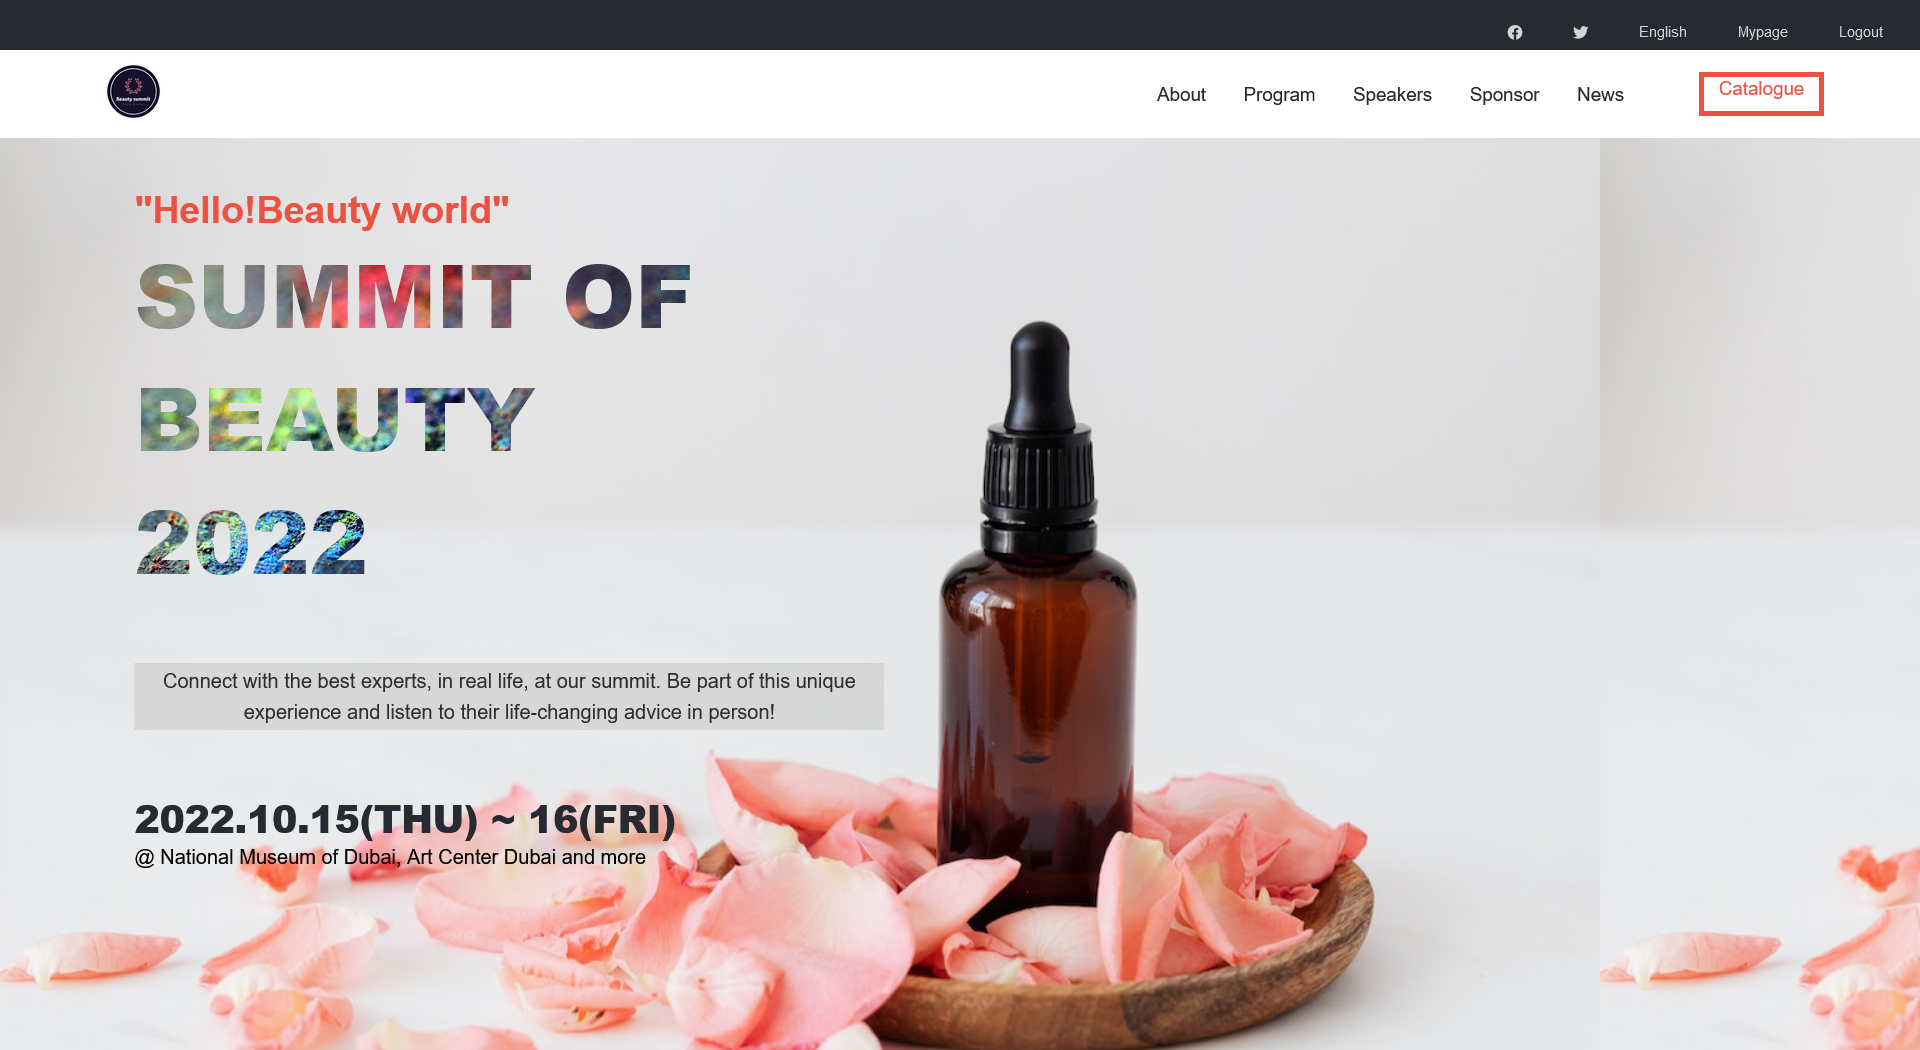 English
Mypage
Logout
Beauty summit
About
Program
Speakers
Sponsor
News
Catalogue
"Hello!Beauty world"
SUMMIT OF
BEAUTY
2022
Connect with the best experts, in real life, at our summit. Be part of this unique
experience and listen to their life-changing advice in person!
2022.10.15(THU) ~ 16(FRI)
@ National Museum of Dubai, Art Center Dubai and more